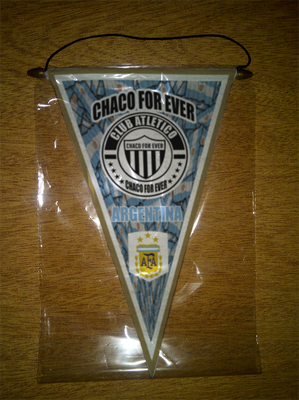 CHACO FOR EVER
CLUB ATLETICO
CHACO FOR EVER
CHACO FOR EVER
ARGENTINA
AFA